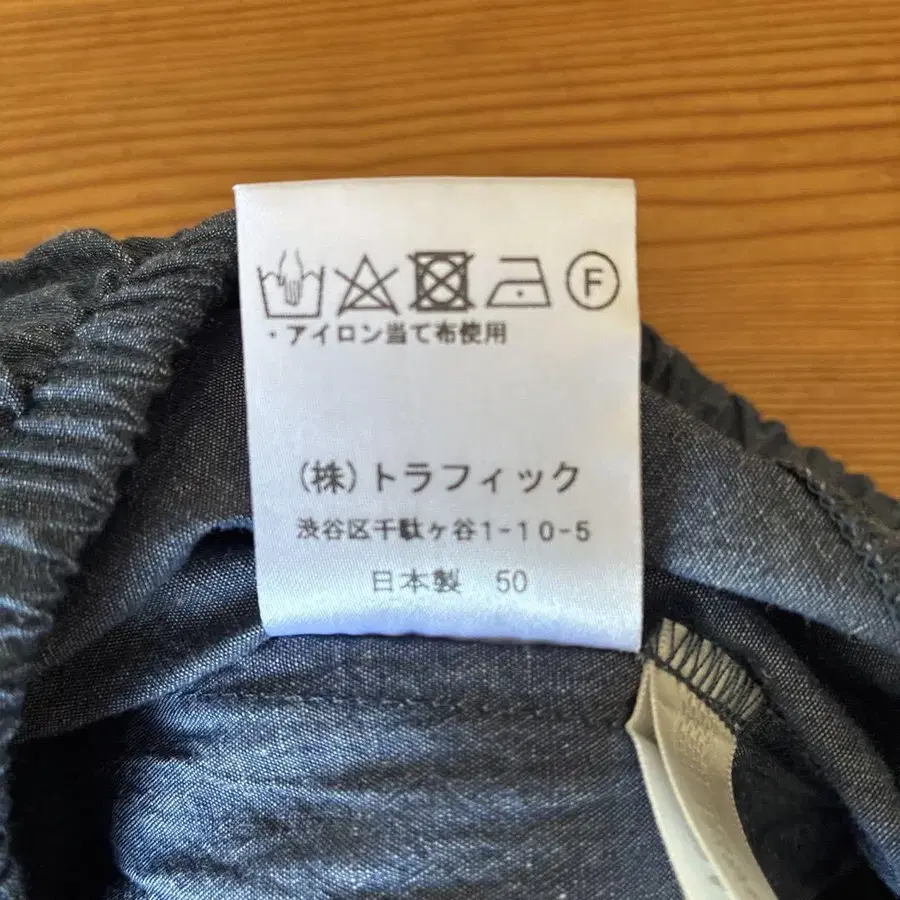 F
・アイロン当て布使用
(株)トラフィック
渋谷区千駄ヶ谷1-10-5
日本製 50